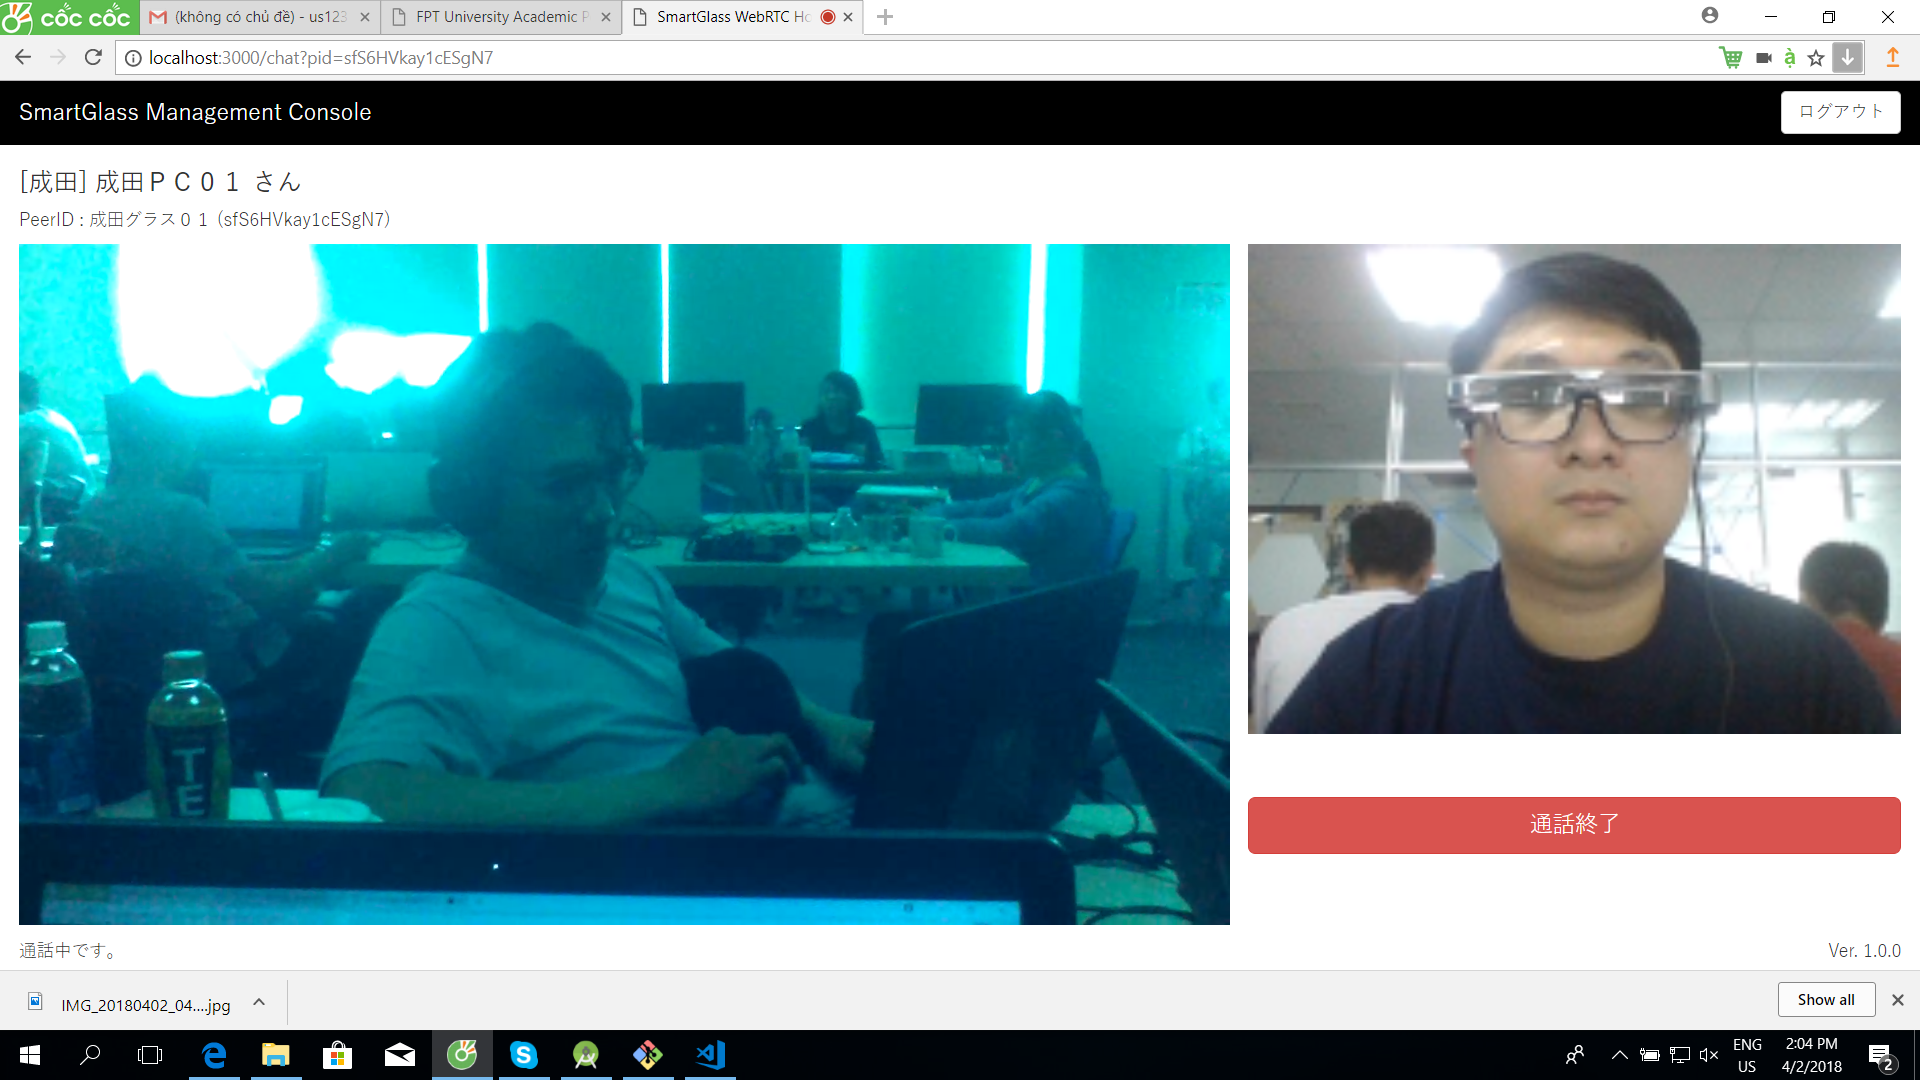 cốc cốc
(không có chủ đề) - us123
FPT University Academic P
SmartGlass WebRTC Ho
localhost:3000/chat?pid=sfS6HVkay1cESgN7
SmartGlass Management Console
ログアウト
[成田] 成田ＰＣ０１ さん
PeerID : 成田グラス０１ (sfS6HVkay1cESgN7)
TE
通話終了
通話中です。
Ver. 1.0.0
IMG_20180402_04....jpg
Show all
ENG
US
2:04 PM
4/2/2018
2